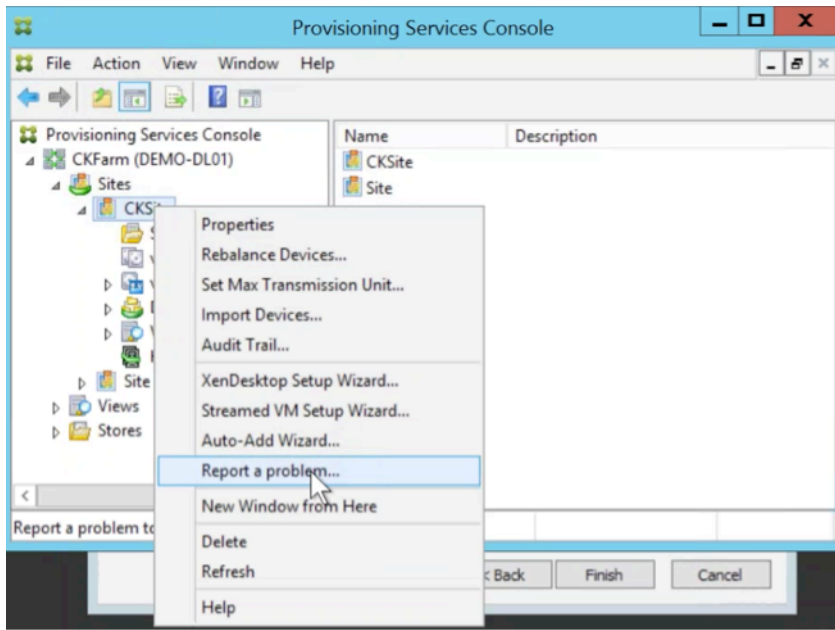 Provisioning Services Console
File Action View Window Help
Provisioning Services Console
CKFarm (DEMO-DL01)
Sites
CKSit
Site
Views
Stores
Name Description
CKSite
Site
Properties
Rebalance Devices...
Set Max Transmission Unit...
Import Devices...
Audit Trail...
XenDesktop Setup Wizard...
Streamed VM Setup Wizard...
Auto-Add Wizard...
Report a problem...
New Window from Here
Delete
Refresh
Help
Report a problem to
< Back Finish Cancel